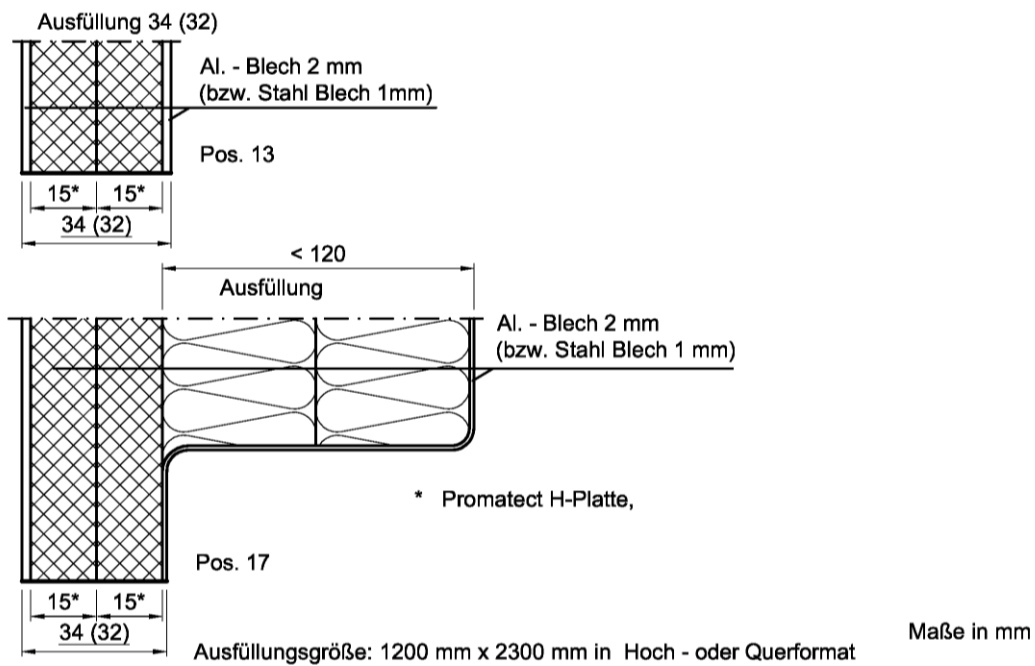 Ausfüllung 34 (32)
Al. - Blech 2 mm
(bzw. Stahl Blech 1mm)
Pos. 13
15* 15*
34 (32)
< 120
Ausfüllung
Al. - Blech 2 mm
(bzw. Stahl Blech 1 mm)
* Promatect H-Platte,
Pos. 17
15* 15*
34 (32)
Maße in mm
Ausfüllungsgröße: 1200 mm x 2300 mm in Hoch - oder Querformat